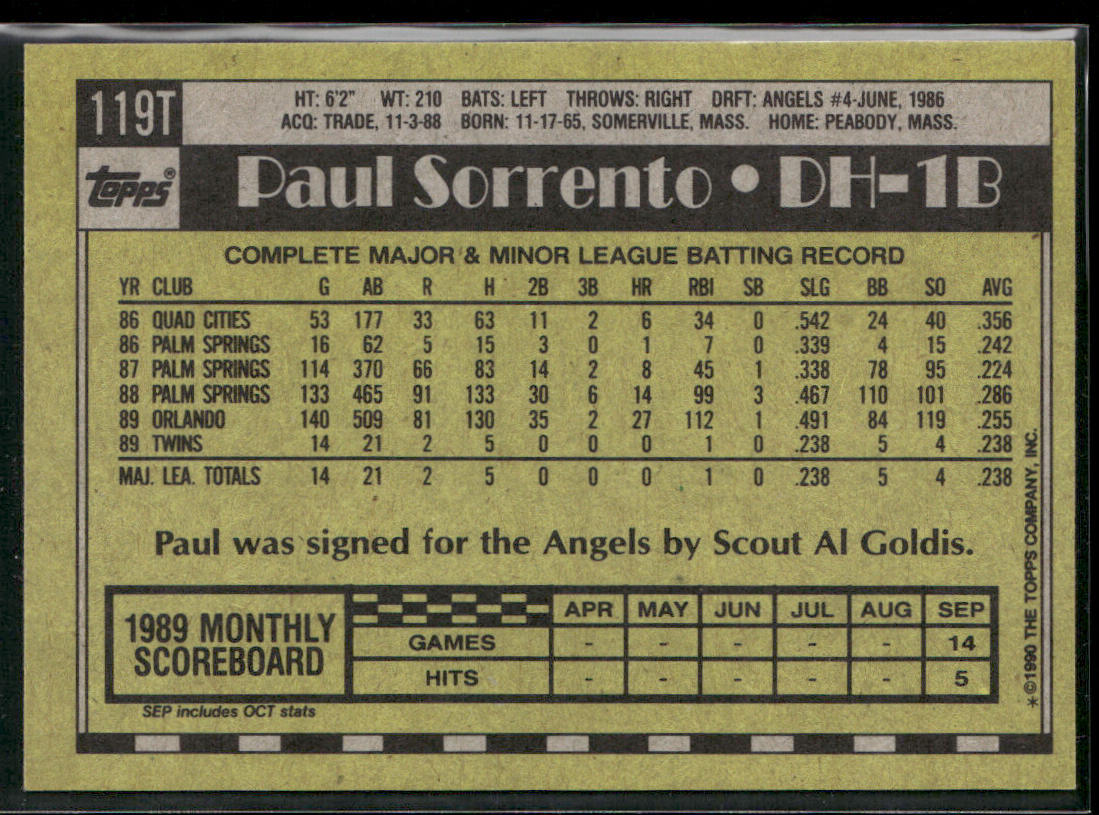 119T
HT: 6'2" WT: 210 BATS: LEFT THROWS: RIGHT DRFT: ANGELS #4-JUNE, 1986
ACQ: TRADE, 11-3-88 BORN: 11-17-65, SOMERVILLE, MASS. HOME: PEABODY, MASS.
topps®
Paul Sorrento • DH-1B
COMPLETE MAJOR & MINOR LEAGUE BATTING RECORD
YR CLUB G AB R H 2B 3B HR RBI SB SLG BB SO AVG
86 QUAD CITIES 53 177 33 63 11 2 6 34 0 .542 24 40 .356
86 PALM SPRINGS 16 62 5 15 3 0 1 7 0 .339 4 15 .242
87 PALM SPRINGS 114 370 66 83 14 2 8 45 1 .338 78 95 .224
88 PALM SPRINGS 133 465 91 133 30 6 14 99 3 .467 110 101 .286
89 ORLANDO 140 509 81 130 35 2 27 112 1 .491 84 119 .255
89 TWINS 14 21 2 5 0 0 0 1 0 .238 5 4 .238
MAJ. LEA. TOTALS 14 21 2 5 0 0 0 1 0 .238 5 4 .238
Paul was signed for the Angels by Scout Al Goldis.
1989 MONTHLY
SCOREBOARD
APR MAY JUN JUL AUG SEP
GAMES - - - - - 14
HITS - - - - - 5
SEP includes OCT stats
*©1990 THE TOPPS COMPANY, INC.